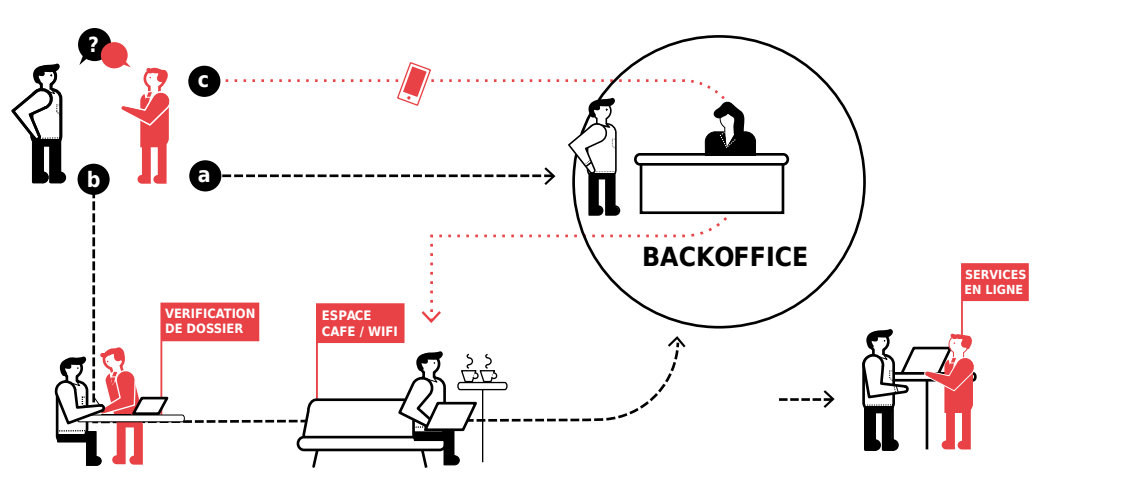 ?
c
a
b
BACKOFFICE
SERVICES
EN LIGNE
VERIFICATION
DE DOSSIER
ESPACE
CAFE / WIFI